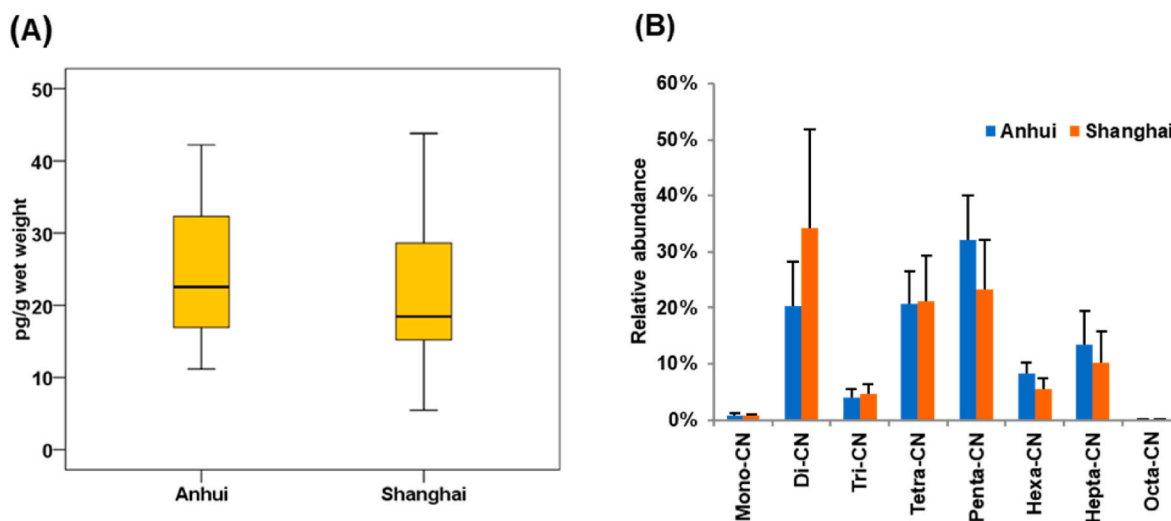 (A)
pg/g wet weight
50
40
30
20
10
0
Anhui
Shanghai
(B)
Relative abundance
60%
50%
40%
30%
20%
10%
0%
Anhui
Shanghai
Mono-CN
Di-CN
Tri-CN
Tetra-CN
Penta-CN
Hexa-CN
Hepta-CN
Octa-CN